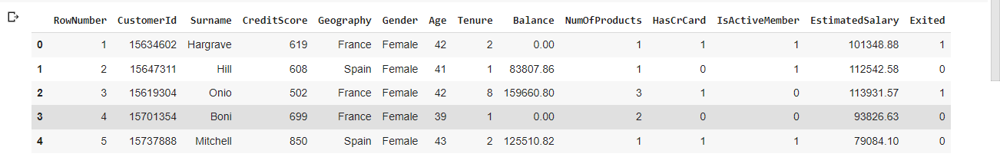 RowNumber CustomerId Surname CreditScore Geography Gender Age Tenure Balance NumOfProducts HasCrCard IsActiveMember EstimatedSalary Exited
0 1 15634602 Hargrave 619 France Female 42 2 0.00 1 1 1 101348.88 1
1 2 15647311 Hill 608 Spain Female 41 1 83807.86 1 0 1 112542.58 0
2 3 15619304 Onio 502 France Female 42 8 159660.80 3 1 0 113931.57 1
3 4 15701354 Boni 699 France Female 39 1 0.00 2 0 0 93826.63 0
4 5 15737888 Mitchell 850 Spain Female 43 2 125510.82 1 1 1 79084.10 0